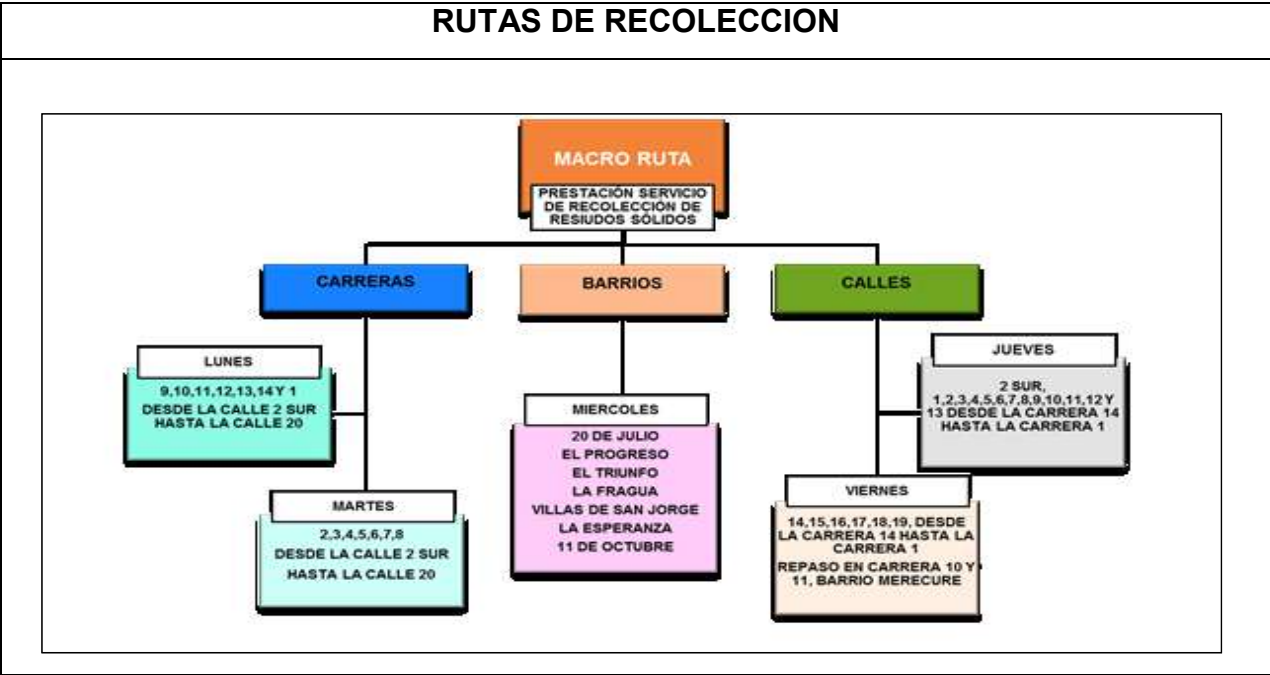 RUTAS DE RECOLECCION
MACRO RUTA
PRESTACIÓN SERVICIO
DE RECOLECCIÓN DE
RESIUDOS SÓLIDOS
CARRERAS
BARRIOS
CALLES
LUNES
9,10,11,12,13,14 Y 1
DESDE LA CALLE 2 SUR
HASTA LA CALLE 20
MARTES
2,3,4,5,6,7,8
DESDE LA CALLE 2 SUR
HASTA LA CALLE 20
MIERCOLES
20 DE JULIO
EL PROGRESO
EL TRIUNFO
LA FRAGUA
VILLAS DE SAN JORGE
LA ESPERANZA
11 DE OCTUBRE
JUEVES
2 SUR,
1,2,3,4,5,6,7,8,9,10,11,12 Y
13 DESDE LA CARRERA 14
HASTA LA CARRERA 1
VIERNES
14,15,16,17,18,19, DESDE
LA CARRERA 14 HASTA LA
CARRERA 1
REPASO EN CARRERA 10 Y
11, BARRIO MERECURE